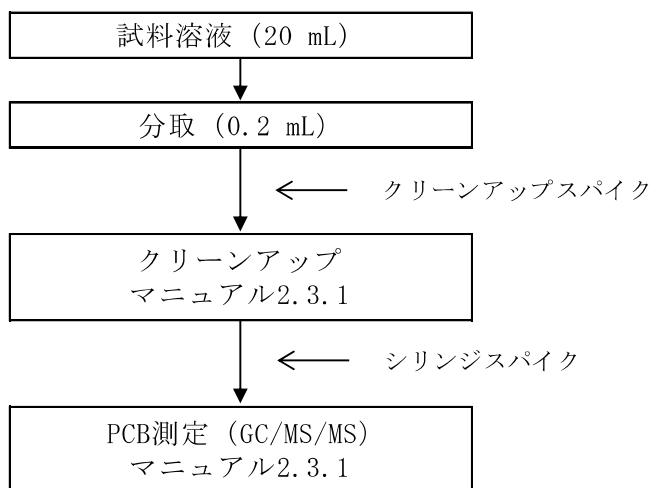 試料溶液 (20 mL)
分取 (0.2 mL)
クリーンアップスパイク
クリーンアップ
マニュアル2.3.1
シリンジスパイク
PCB測定 (GC/MS/MS)
マニュアル2.3.1